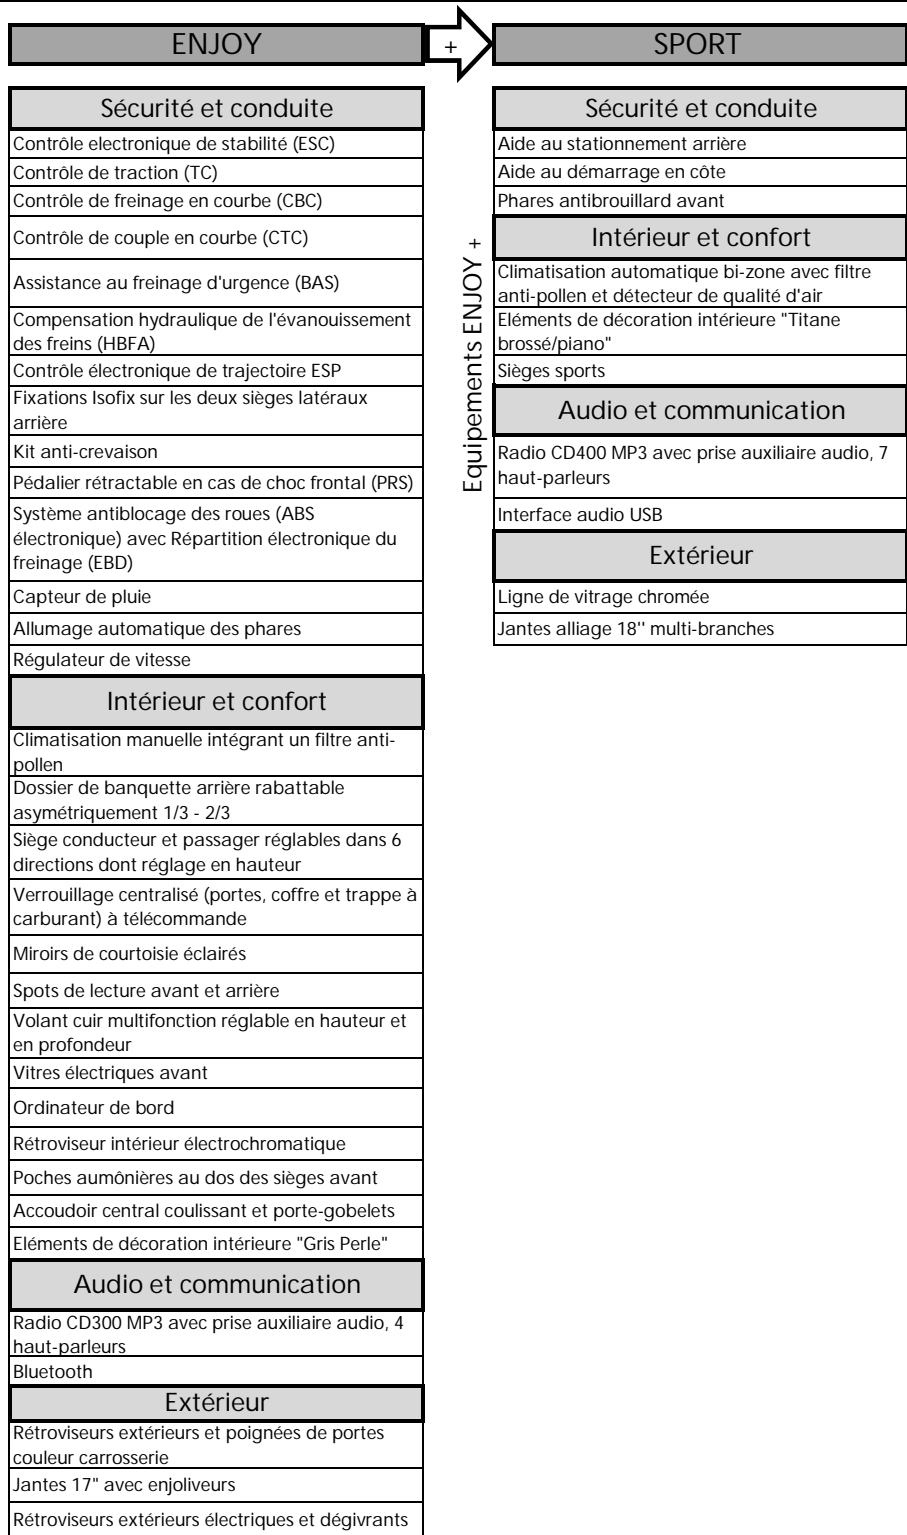 ENJOY
+
SPORT
Sécurité et conduite
Contrôle electronique de stabilité (ESC)
Contrôle de traction (TC)
Contrôle de freinage en courbe (CBC)
Contrôle de couple en courbe (CTC)
Assistance au freinage d'urgence (BAS)
Compensation hydraulique de l'évanouissement
des freins (HBFA)
Contrôle électronique de trajectoire ESP
Fixations Isofix sur les deux sièges latéraux
arrière
Kit anti-crevaison
Pédalier rétractable en cas de choc frontal (PRS)
Système antiblocage des roues (ABS
électronique) avec Répartition électronique du
freinage (EBD)
Capteur de pluie
Allumage automatique des phares
Régulateur de vitesse
Intérieur et confort
Climatisation manuelle intégrant un filtre anti-
pollen
Dossier de banquette arrière rabattable
asymétriquement 1/3 - 2/3
Siège conducteur et passager réglables dans 6
directions dont réglage en hauteur
Verrouillage centralisé (portes, coffre et trappe à
carburant) à télécommande
Miroirs de courtoisie éclairés
Spots de lecture avant et arrière
Volant cuir multifonction réglable en hauteur et
en profondeur
Vitres électriques avant
Ordinateur de bord
Rétroviseur intérieur électrochromatique
Poches aumônières au dos des sièges avant
Accoudoir central coulissant et porte-gobelets
Eléments de décoration intérieure "Gris Perle"
Audio et communication
Radio CD300 MP3 avec prise auxiliaire audio, 4
haut-parleurs
Bluetooth
Extérieur
Rétroviseurs extérieurs et poignées de portes
couleur carrosserie
Jantes 17" avec enjoliveurs
Rétroviseurs extérieurs électriques et dégivrants
Equipements ENJOY +
Sécurité et conduite
Aide au stationnement arrière
Aide au démarrage en côte
Phares antibrouillard avant
Intérieur et confort
Climatisation automatique bi-zone avec filtre
anti-pollen et détecteur de qualité d'air
Eléments de décoration intérieure "Titane
brossé/piano"
Sièges sports
Audio et communication
Radio CD400 MP3 avec prise auxiliaire audio, 7
haut-parleurs
Interface audio USB
Extérieur
Ligne de vitrage chromée
Jantes alliage 18'' multi-branches